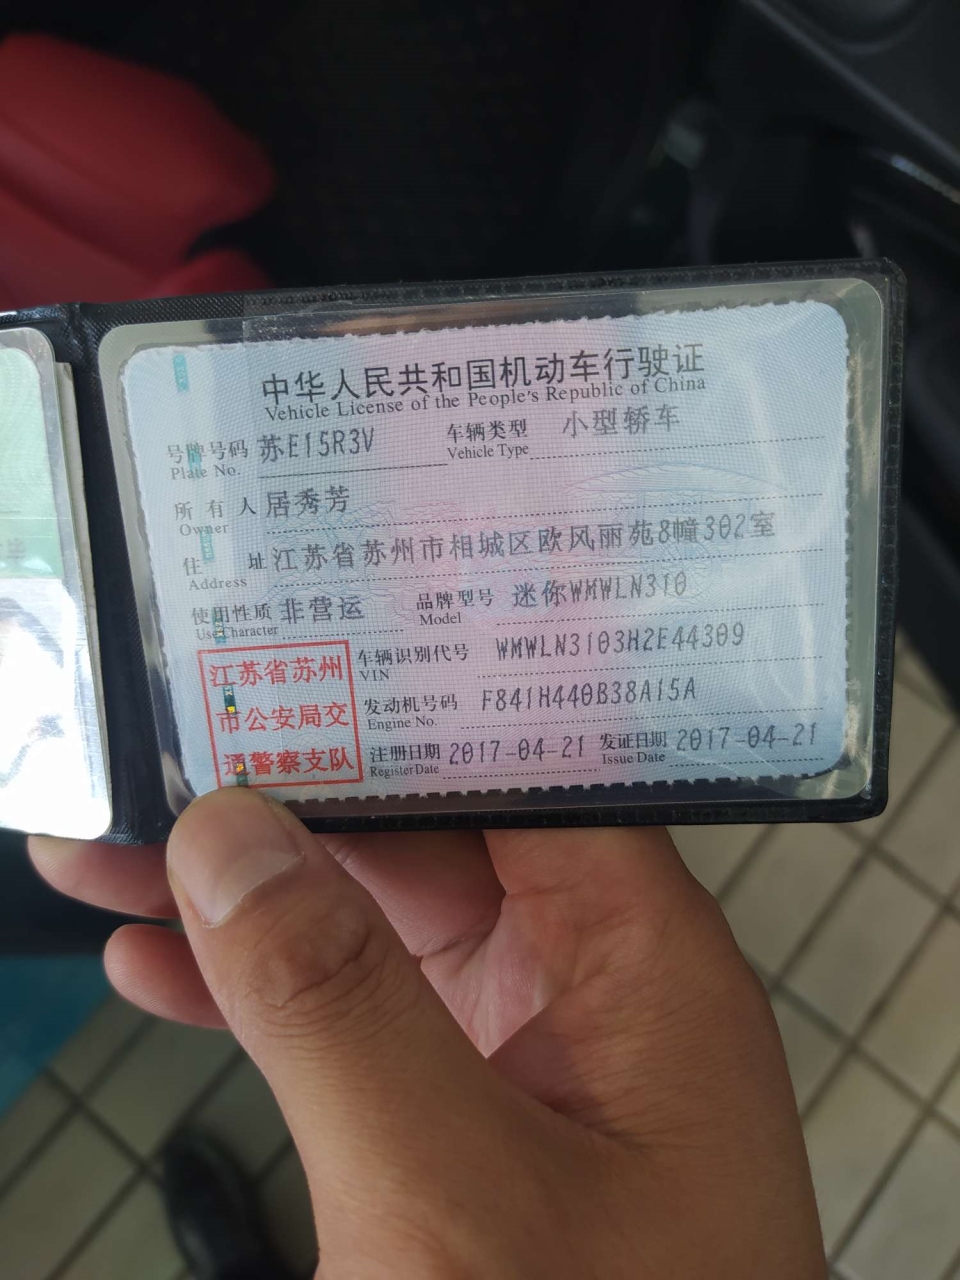 中华人民共和国机动车行驶证
Vehicle License of the People's Republic of China
号牌号码 苏E15R3V 车辆类型 小型轿车
Plate No. Vehicle Type
所有人 居秀芳
Owner
住址 江苏省苏州市相城区欧风丽苑8幢302室
Address
使用性质 非营运 品牌型号 迷你WMWLN310
Use Character Model
江苏省苏州
市公安局交
通警察支队
车辆识别代号 WMWLN3103H2E44309
VIN
发动机号码 F841H440B38A15A
Engine No.
注册日期 2017-04-21 发证日期 2017-04-21
Register Date Issue Date